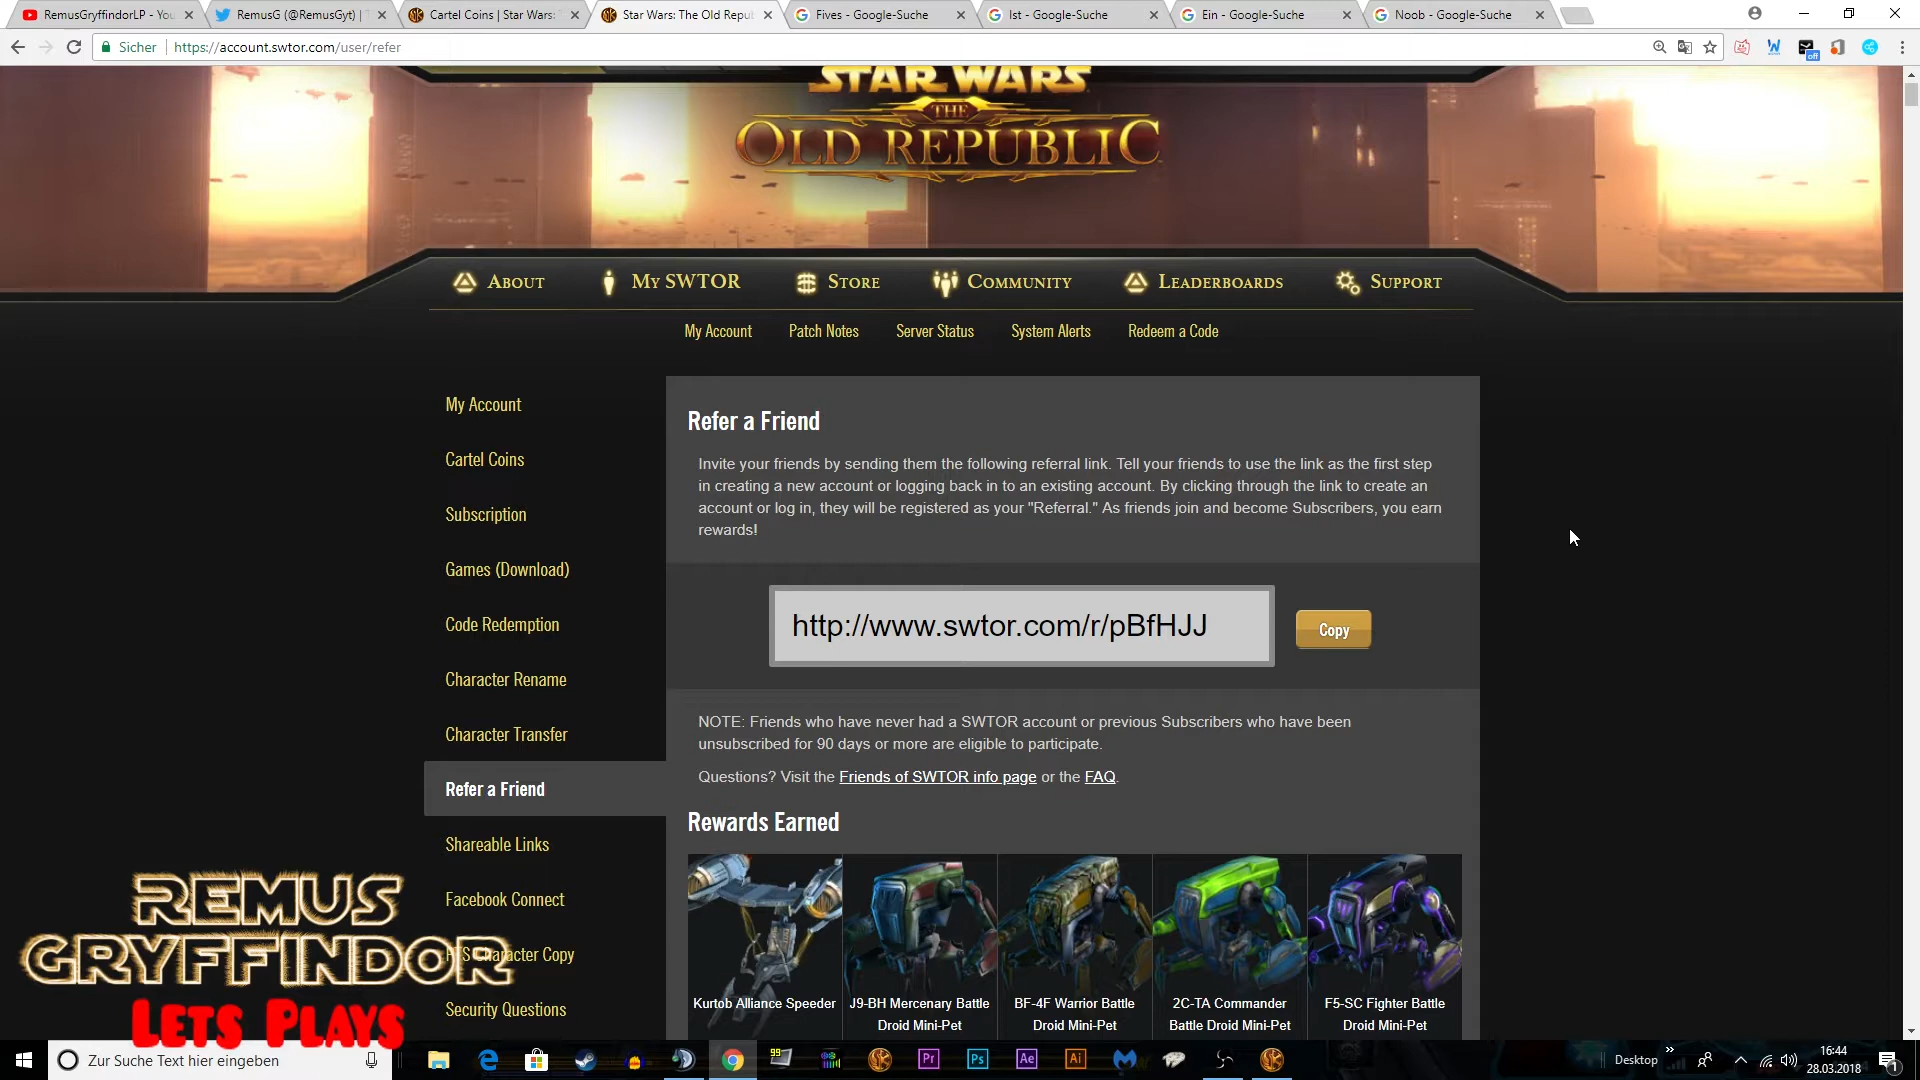 RemusGryffindorLP - You
RemusG (@RemusGyt) | T
Cartel Coins | Star Wars:
Star Wars: The Old Repu
Fives - Google-Suche
Ist - Google-Suche
Ein - Google-Suche
Noob - Google-Suche
Sicher
https://account.swtor.com/user/refer
off
STAR WARS
THE
OLD REPUBLIC
ABOUT
MY SWTOR
STORE
COMMUNITY
LEADERBOARDS
SUPPORT
My Account
Patch Notes
Server Status
System Alerts
Redeem a Code
My Account
Cartel Coins
Subscription
Games (Download)
Code Redemption
Character Rename
Character Transfer
Refer a Friend
Shareable Links
Facebook Connect
Character Copy
Security Questions
Refer a Friend
Invite your friends by sending them the following referral link. Tell your friends to use the link as the first step
in creating a new account or logging back in to an existing account. By clicking through the link to create an
account or log in, they will be registered as your "Referral." As friends join and become Subscribers, you earn
rewards!
http://www.swtor.com/r/pBfHJJ
Copy
NOTE: Friends who have never had a SWTOR account or previous Subscribers who have been
unsubscribed for 90 days or more are eligible to participate.
Questions? Visit the Friends of SWTOR info page or the FAQ.
Rewards Earned
Kurtob Alliance Speeder
J9-BH Mercenary Battle
Droid Mini-Pet
BF-4F Warrior Battle
Droid Mini-Pet
2C-TA Commander
Battle Droid Mini-Pet
F5-SC Fighter Battle
Droid Mini-Pet
REMUS
GRYFFINDOR
LETS PLAYS
Zur Suche Text hier eingeben
99
Pr
Ps
Ae
Ai
Desktop
16:44
28.03.2018
1